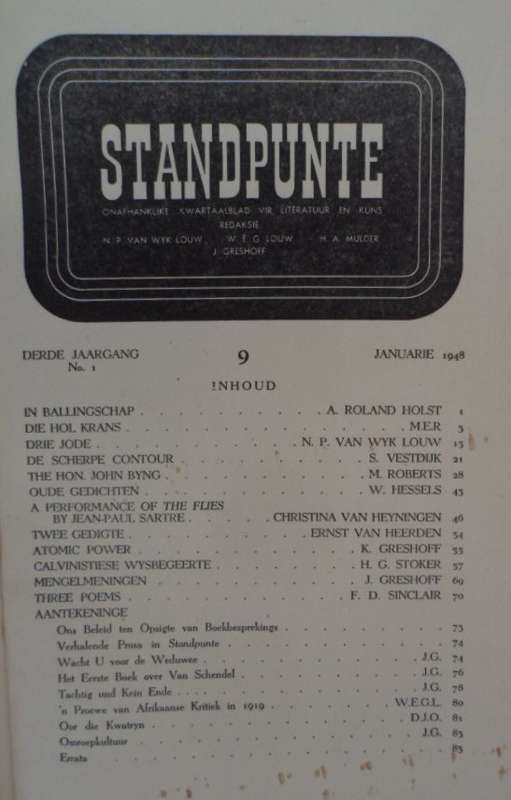 STANDPUNTE
ONAFHANKLIKE KWARTAALBLAD VIR LITERATUUR EN KUNS
REDAKSIE
N. P. VAN WYK LOUW W. E. G. LOUW H. A. MULDER
J. GRESHOFF
DERDE JAARGANG 9 JANUARIE 1948
No. 1
INHOUD
IN BALLINGSCHAP . . . . . . . . . . A. ROLAND HOLST 1
DIE HOL KRANS . . . . . . . . . . M.E.R 3
DRIE JODE . . . . . . . . . . N. P. VAN WYK LOUW 13
DE SCHERPE CONTOUR . . . . . . . . . . S. VESTDIJK 21
THE HON. JOHN BYNG . . . . . . . . . . M. ROBERTS 28
OUDE GEDICHTEN . . . . . . . . . . W. HESSELS 43
A PERFORMANCE OF THE FLIES
BY JEAN-PAUL SARTRE . . . . . CHRISTINA VAN HEYNINGEN 46
TWEE GEDIGTE . . . . . . . . . . ERNST VAN HEERDEN 54
ATOMIC POWER . . . . . . . . . . K. GRESHOFF 55
CALVINISTIESE WYSBEGEERTE . . . . . . . H. G. STOKER 57
MENGELMENINGEN . . . . . . . . . . J. GRESHOFF 69
THREE POEMS . . . . . . . . . . F. D. SINCLAIR 70
AANTEKENINGE
Ons Beleid ten Opsigte van Boekbesprekings . . . . . . . 73
Verhalende Prosa in Standpunte . . . . . . . . . . 74
Wacht U voor de Weduwee . . . . . . . . . . J.G. 74
Het Eerste Boek over Van Schendel . . . . . . . J.G. 76
Tachtig und Kein Ende . . . . . . . . . . J.G. 78
'n Proewe van Afrikaanse Kritiek in 1919 . . . . . W.E.G.L. 80
Oor die Kwatryn . . . . . . . . . . D.J.O. 81
Omroepkultuur . . . . . . . . . . J.G. 83
Errata . . . . . . . . . . 85